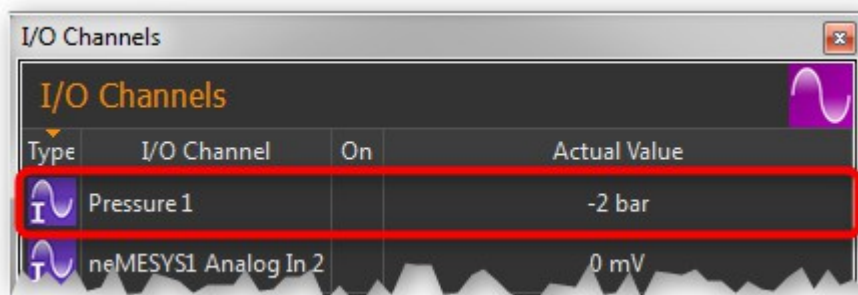 I/O Channels
I/O Channels
Type I/O Channel On Actual Value
I Pressure 1 -2 bar
I neMESYS1 Analog In 2 0 mV